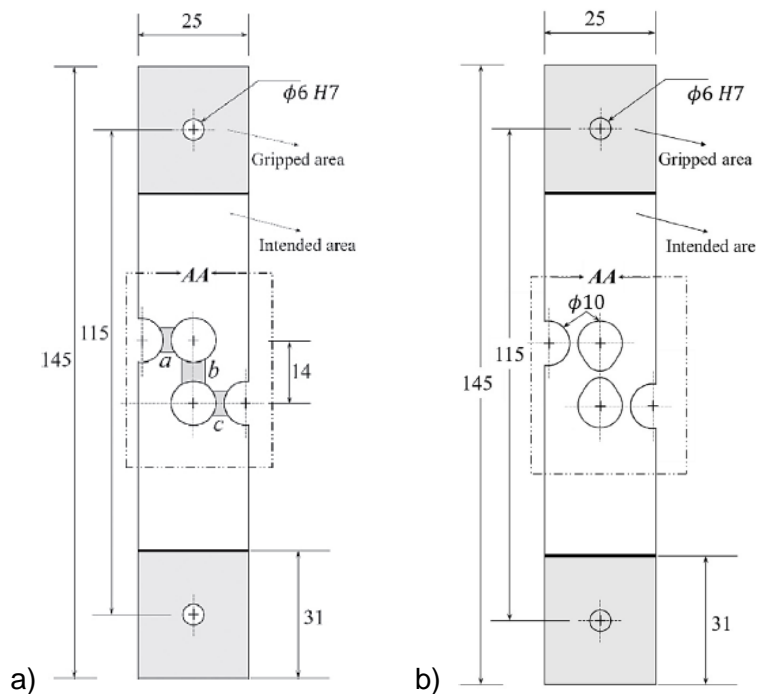 25
ϕ6 H7
Gripped area
Intended area
AA
a
b
c
145
115
14
31
a)
25
ϕ6 H7
Gripped area
Intended are
AA
ϕ10
145
115
31
b)